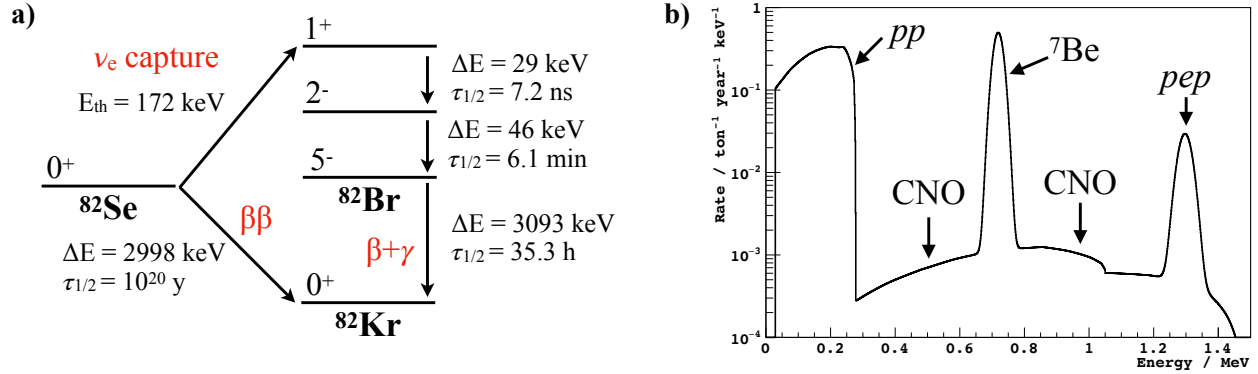 a)
1⁺
νₑ capture
ΔE = 29 keV
τ₁/₂ = 7.2 ns
Eₜₕ = 172 keV
2⁻
ΔE = 46 keV
τ₁/₂ = 6.1 min
0⁺
5⁻
⁸²Se
⁸²Br
ββ
ΔE = 2998 keV
τ₁/₂ = 10²⁰ y
β+γ
ΔE = 3093 keV
τ₁/₂ = 35.3 h
0⁺
⁸²Kr
b)
Rate / ton⁻¹ year⁻¹ keV⁻¹
1
10⁻¹
10⁻²
10⁻³
10⁻⁴
pp
⁷Be
pep
CNO
CNO
0 0.2 0.4 0.6 0.8 1 1.2 1.4
Energy / MeV